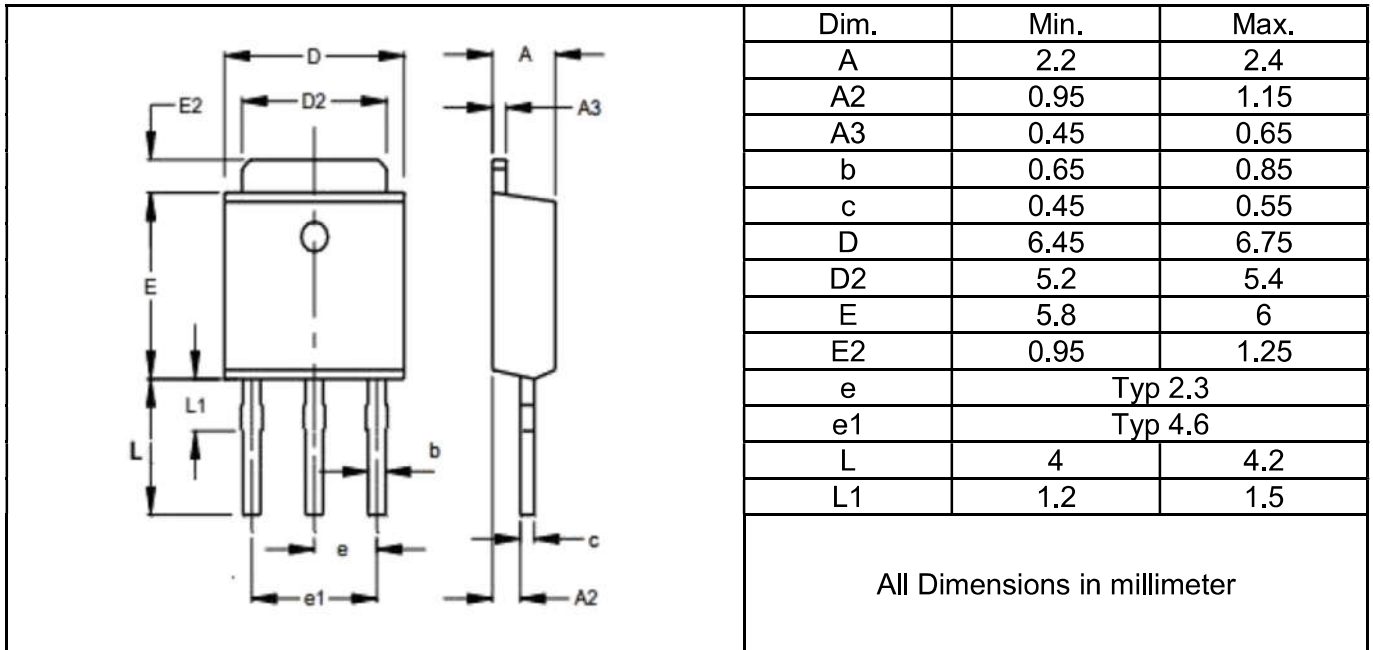 D
A
E2
D2
A3
E
L1
L
b
e
c
e1
A2
Dim. Min. Max.
A 2.2 2.4
A2 0.95 1.15
A3 0.45 0.65
b 0.65 0.85
c 0.45 0.55
D 6.45 6.75
D2 5.2 5.4
E 5.8 6
E2 0.95 1.25
e Typ 2.3
e1 Typ 4.6
L 4 4.2
L1 1.2 1.5
All Dimensions in millimeter